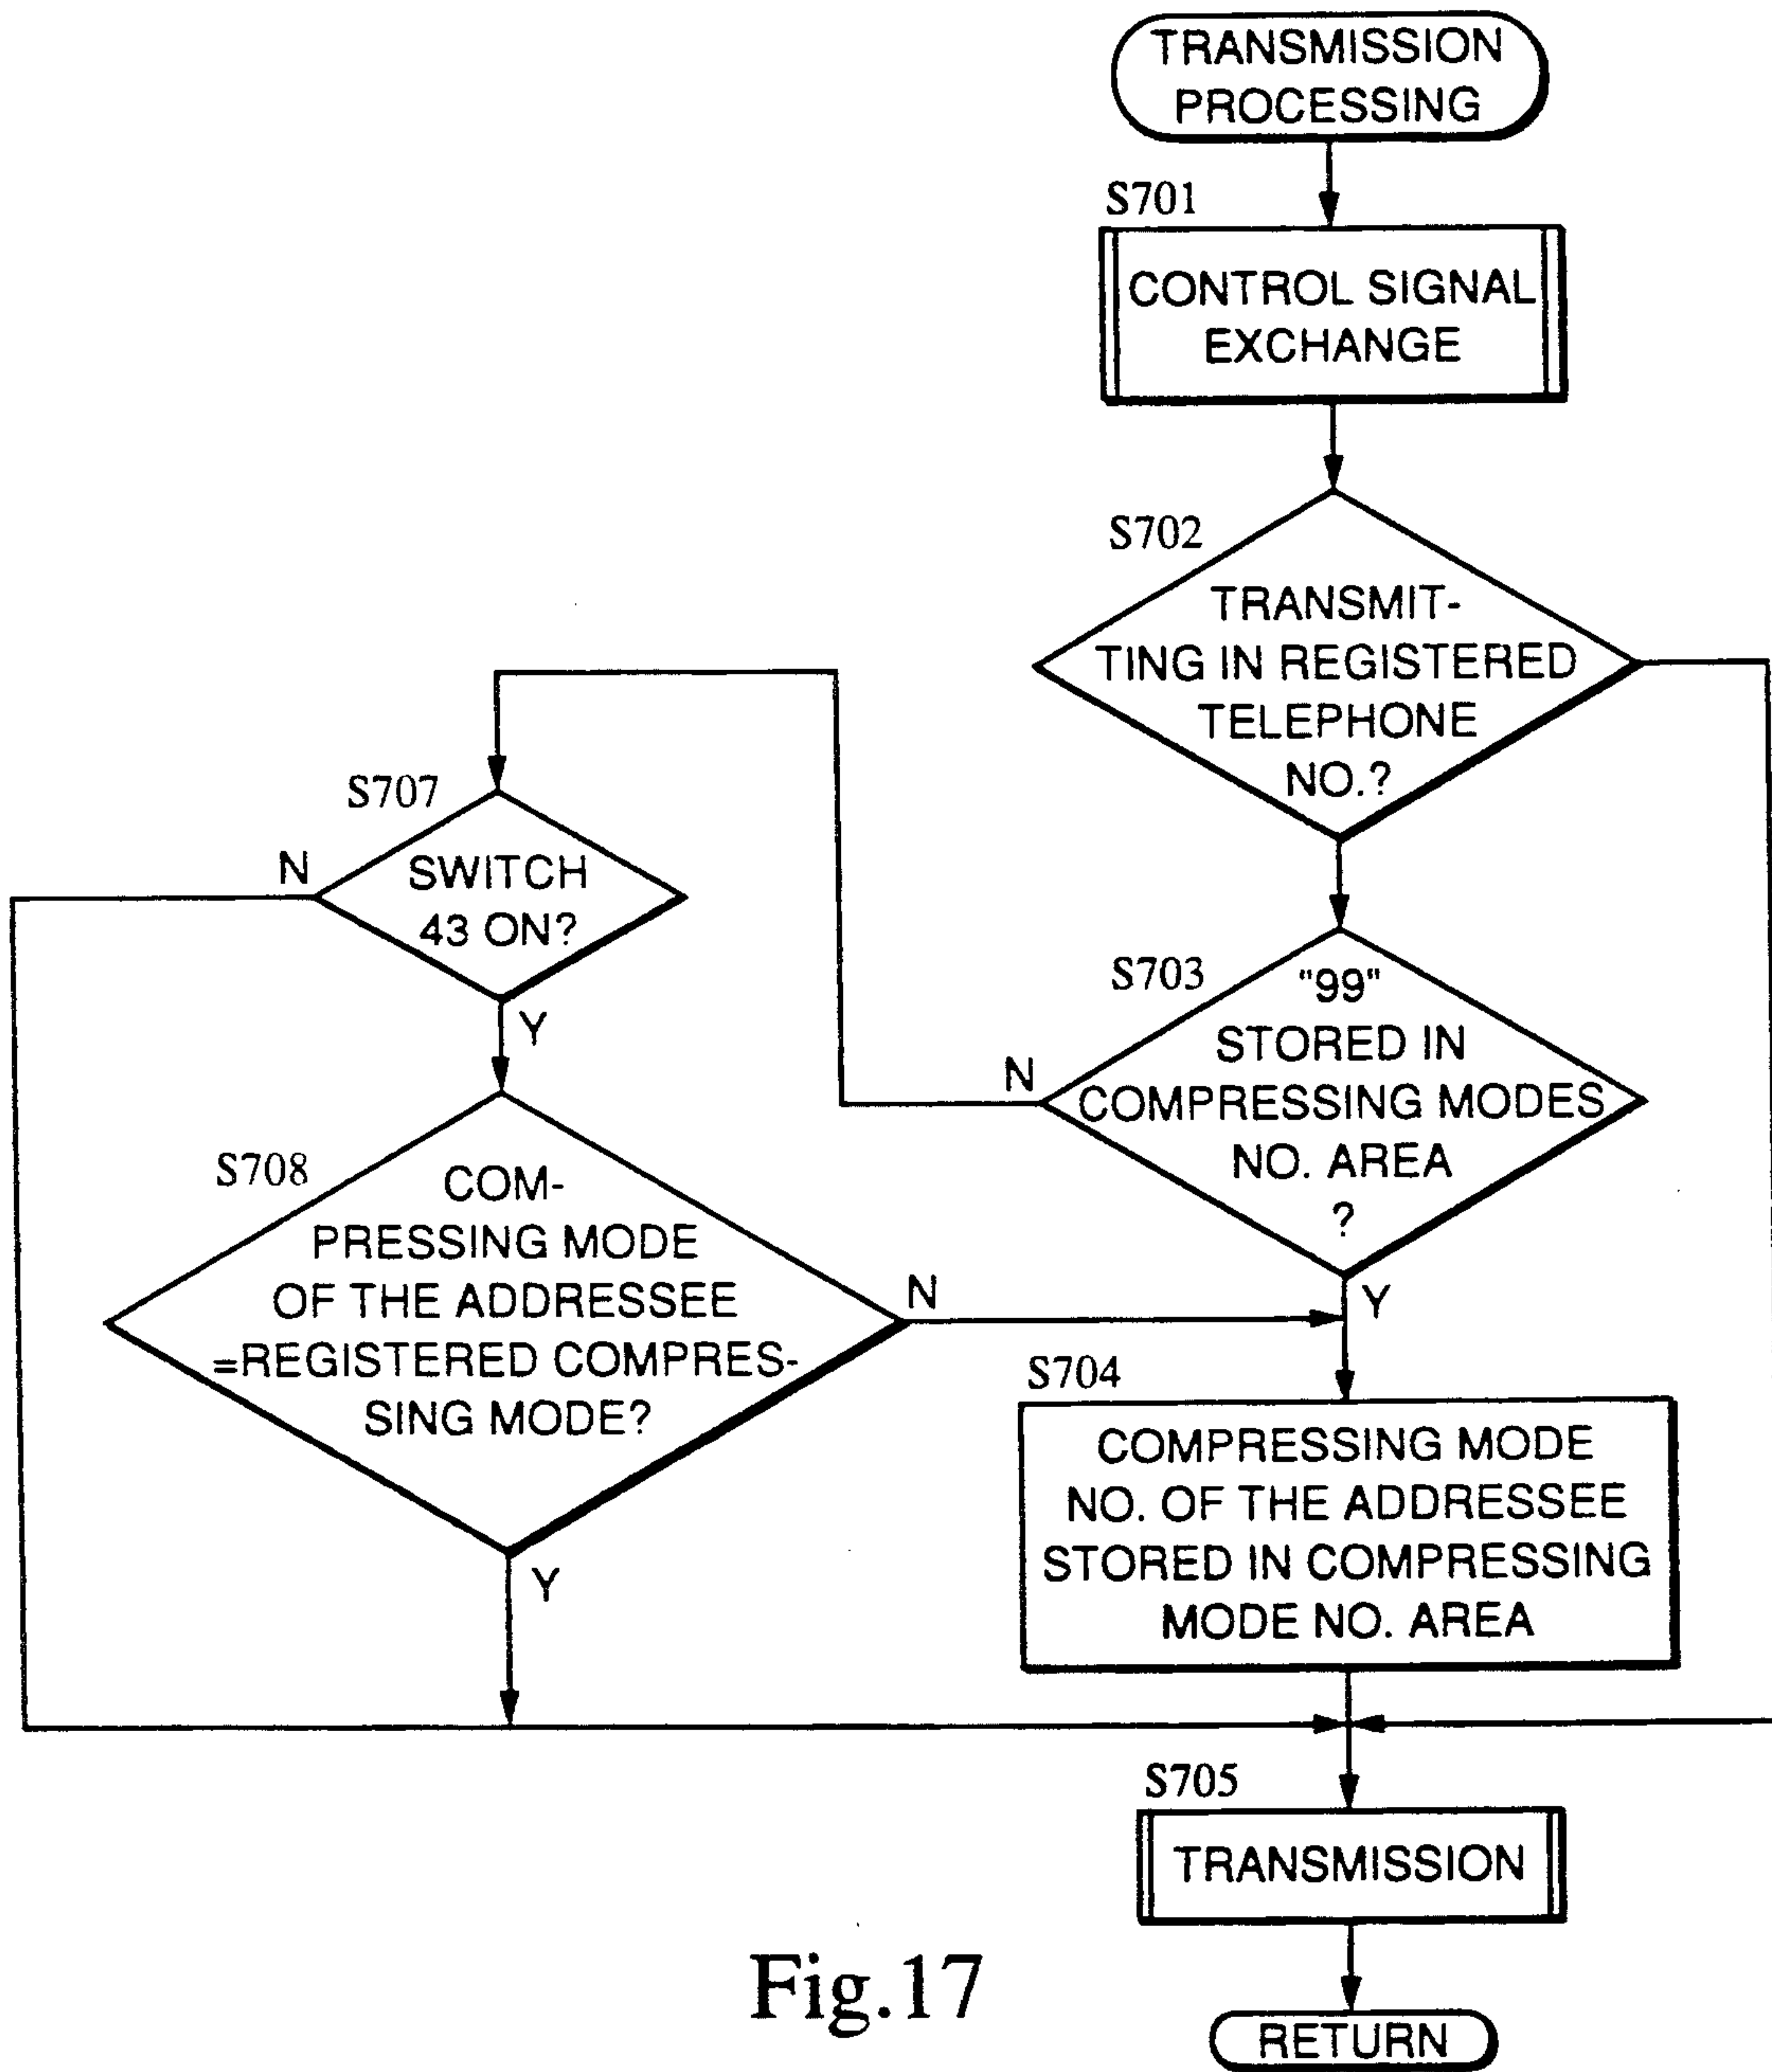 TRANSMISSION
PROCESSING
S701
CONTROL SIGNAL
EXCHANGE
S702
TRANSMIT-
TING IN REGISTERED
TELEPHONE
NO.?
S703
"99"
STORED IN
COMPRESSING MODES
NO. AREA
?
N
Y
S707
SWITCH
43 ON?
N
Y
S708
COM-
PRESSING MODE
OF THE ADDRESSEE
=REGISTERED COMPRES-
SING MODE?
N
Y
S704
COMPRESSING MODE
NO. OF THE ADDRESSEE
STORED IN COMPRESSING
MODE NO. AREA
S705
TRANSMISSION
RETURN
Fig.17